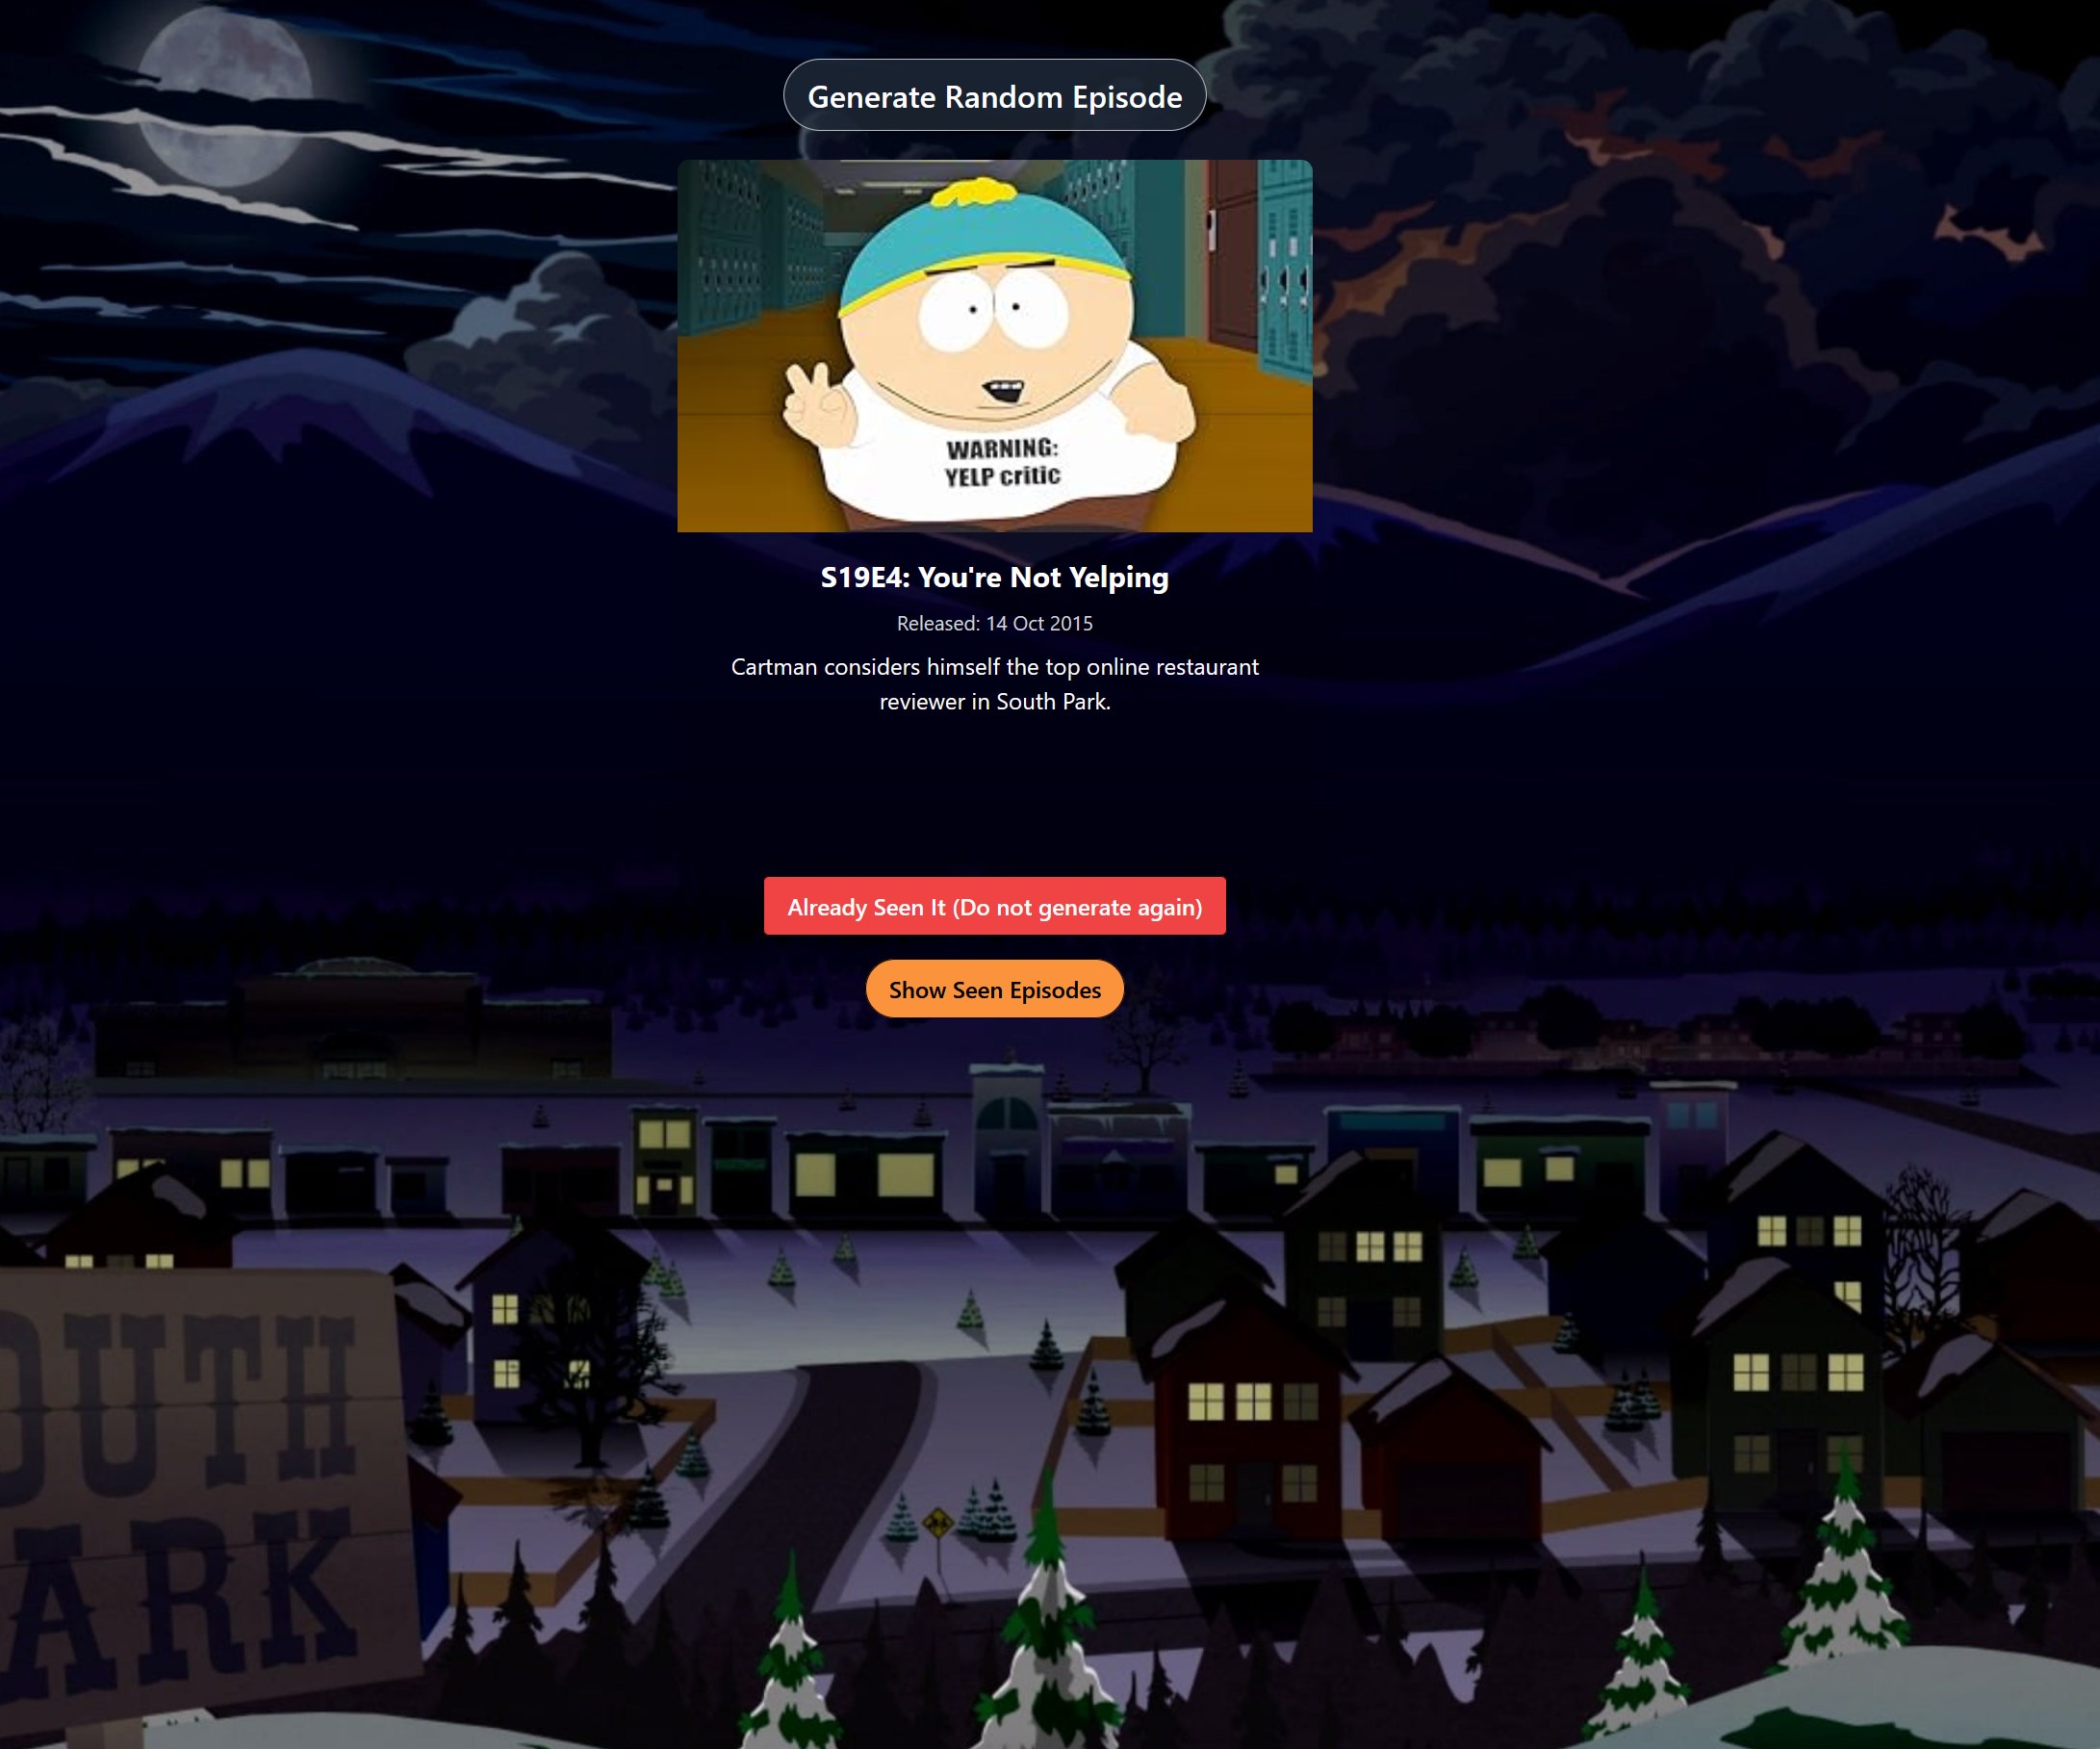 Generate Random Episode
WARNING:
YELP critic
S19E4: You're Not Yelping
Released: 14 Oct 2015
Cartman considers himself the top online restaurant
reviewer in South Park.
Already Seen It (Do not generate again)
Show Seen Episodes
OUTH
ARK